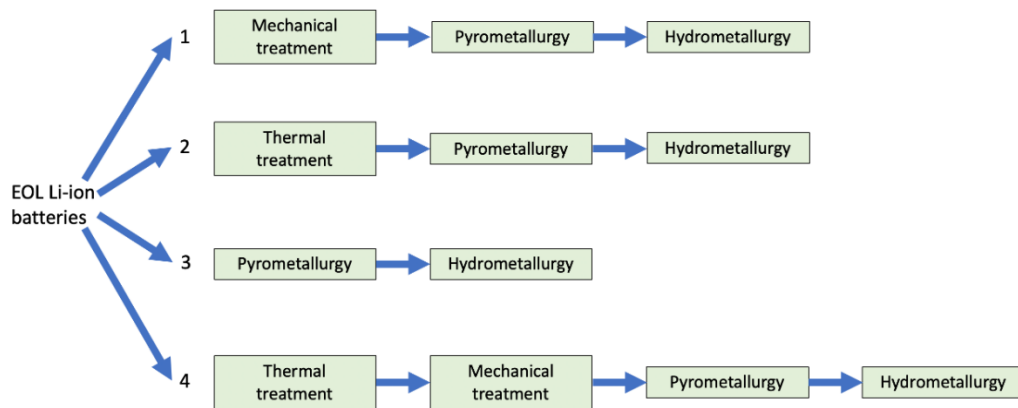 1
Mechanical
treatment
Pyrometallurgy
Hydrometallurgy
2
Thermal
treatment
Pyrometallurgy
Hydrometallurgy
EOL Li-ion
batteries
3
Pyrometallurgy
Hydrometallurgy
4
Thermal
treatment
Mechanical
treatment
Pyrometallurgy
Hydrometallurgy